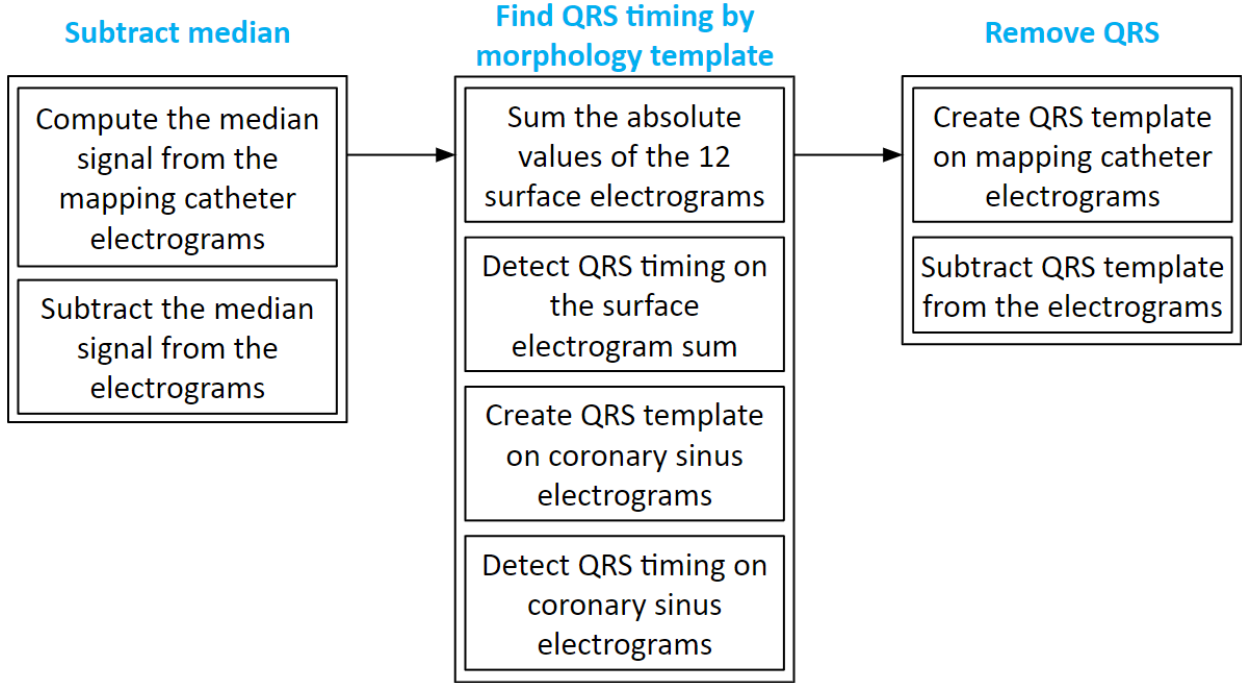 Subtract median
Compute the median
signal from the
mapping catheter
electrograms
Subtract the median
signal from the
electrograms
Find QRS timing by
morphology template
Sum the absolute
values of the 12
surface electrograms
Detect QRS timing on
the surface
electrogram sum
Create QRS template
on coronary sinus
electrograms
Detect QRS timing on
coronary sinus
electrograms
Remove QRS
Create QRS template
on mapping catheter
electrograms
Subtract QRS template
from the electrograms